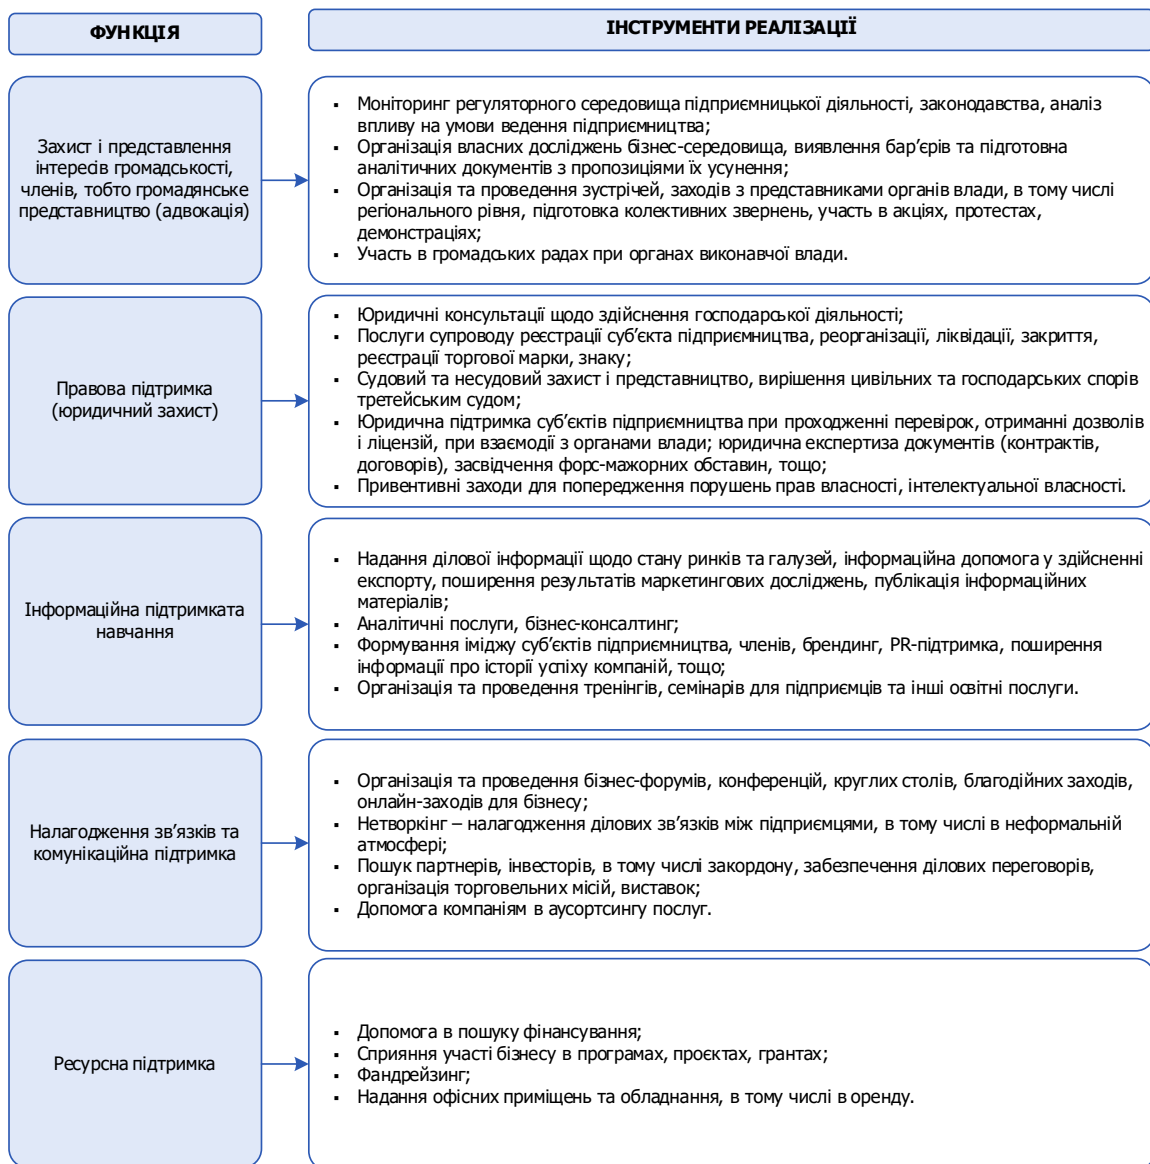 ФУНКЦІЯ
ІНСТРУМЕНТИ РЕАЛІЗАЦІЇ
Захист і представлення
інтересів громадськості,
членів, тобто громадянське
представництво (адвокація)
▪ Моніторинг регуляторного середовища підприємницької діяльності, законодавства, аналіз
впливу на умови ведення підприємництва;
▪ Організація власних досліджень бізнес-середовища, виявлення бар’єрів та підготовна
аналітичних документів з пропозиціями їх усунення;
▪ Організація та проведення зустрічей, заходів з представниками органів влади, в тому числі
регіонального рівня, підготовка колективних звернень, участь в акціях, протестах,
демонстраціях;
▪ Участь в громадських радах при органах виконавчої влади.
Правова підтримка
(юридичний захист)
▪ Юридичні консультації щодо здійснення господарської діяльності;
▪ Послуги супроводу реєстрації суб’єкта підприємництва, реорганізації, ліквідації, закриття,
реєстрації торгової марки, знаку;
▪ Судовий та несудовий захист і представництво, вирішення цивільних та господарських спорів
третейським судом;
▪ Юридична підтримка суб’єктів підприємництва при проходженні перевірок, отриманні дозволів
і ліцензій, при взаємодії з органами влади; юридична експертиза документів (контрактів,
договорів), засвідчення форс-мажорних обставин, тощо;
▪ Привентивні заходи для попередження порушень прав власності, інтелектуальної власності.
Інформаційна підтримката
навчання
▪ Надання ділової інформації щодо стану ринків та галузей, інформаційна допомога у здійсненні
експорту, поширення результатів маркетингових досліджень, публікація інформаційних
матеріалів;
▪ Аналітичні послуги, бізнес-консалтинг;
▪ Формування іміджу суб’єктів підприємництва, членів, брендинг, PR-підтримка, поширення
інформації про історії успіху компаній, тощо;
▪ Організація та проведення тренінгів, семінарів для підприємців та інші освітні послуги.
Налагодження зв’язків та
комунікаційна підтримка
▪ Організація та проведення бізнес-форумів, конференцій, круглих столів, благодійних заходів,
онлайн-заходів для бізнесу;
▪ Нетворкінг – налагодження ділових зв’язків між підприємцями, в тому числі в неформальній
атмосфері;
▪ Пошук партнерів, інвесторів, в тому числі закордону, забезпечення ділових переговорів,
організація торговельних місій, виставок;
▪ Допомога компаніям в аусортсингу послуг.
Ресурсна підтримка
▪ Допомога в пошуку фінансування;
▪ Сприяння участі бізнесу в програмах, проєктах, грантах;
▪ Фандрейзинг;
▪ Надання офісних приміщень та обладнання, в тому числі в оренду.